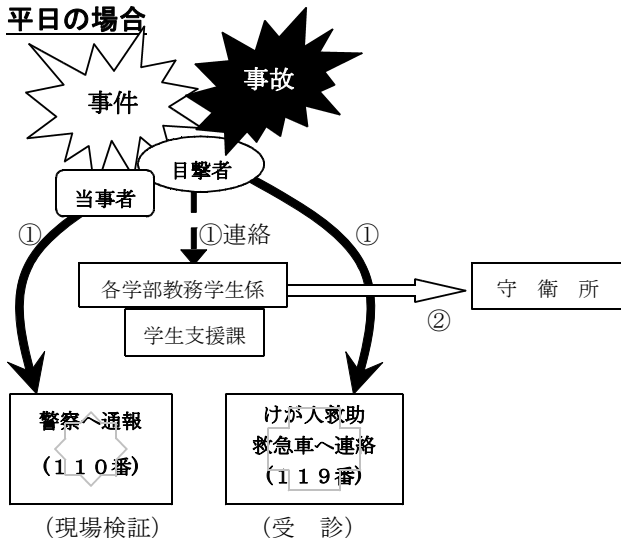 平日の場合
事件
事故
目撃者
当事者
①
①連絡
①
各学部教務学生係
守　衛　所
②
学生支援課
警察へ通報
（１１０番）
けが人救助
救急車へ連絡
（１１９番）
（現場検証）
（受　診）